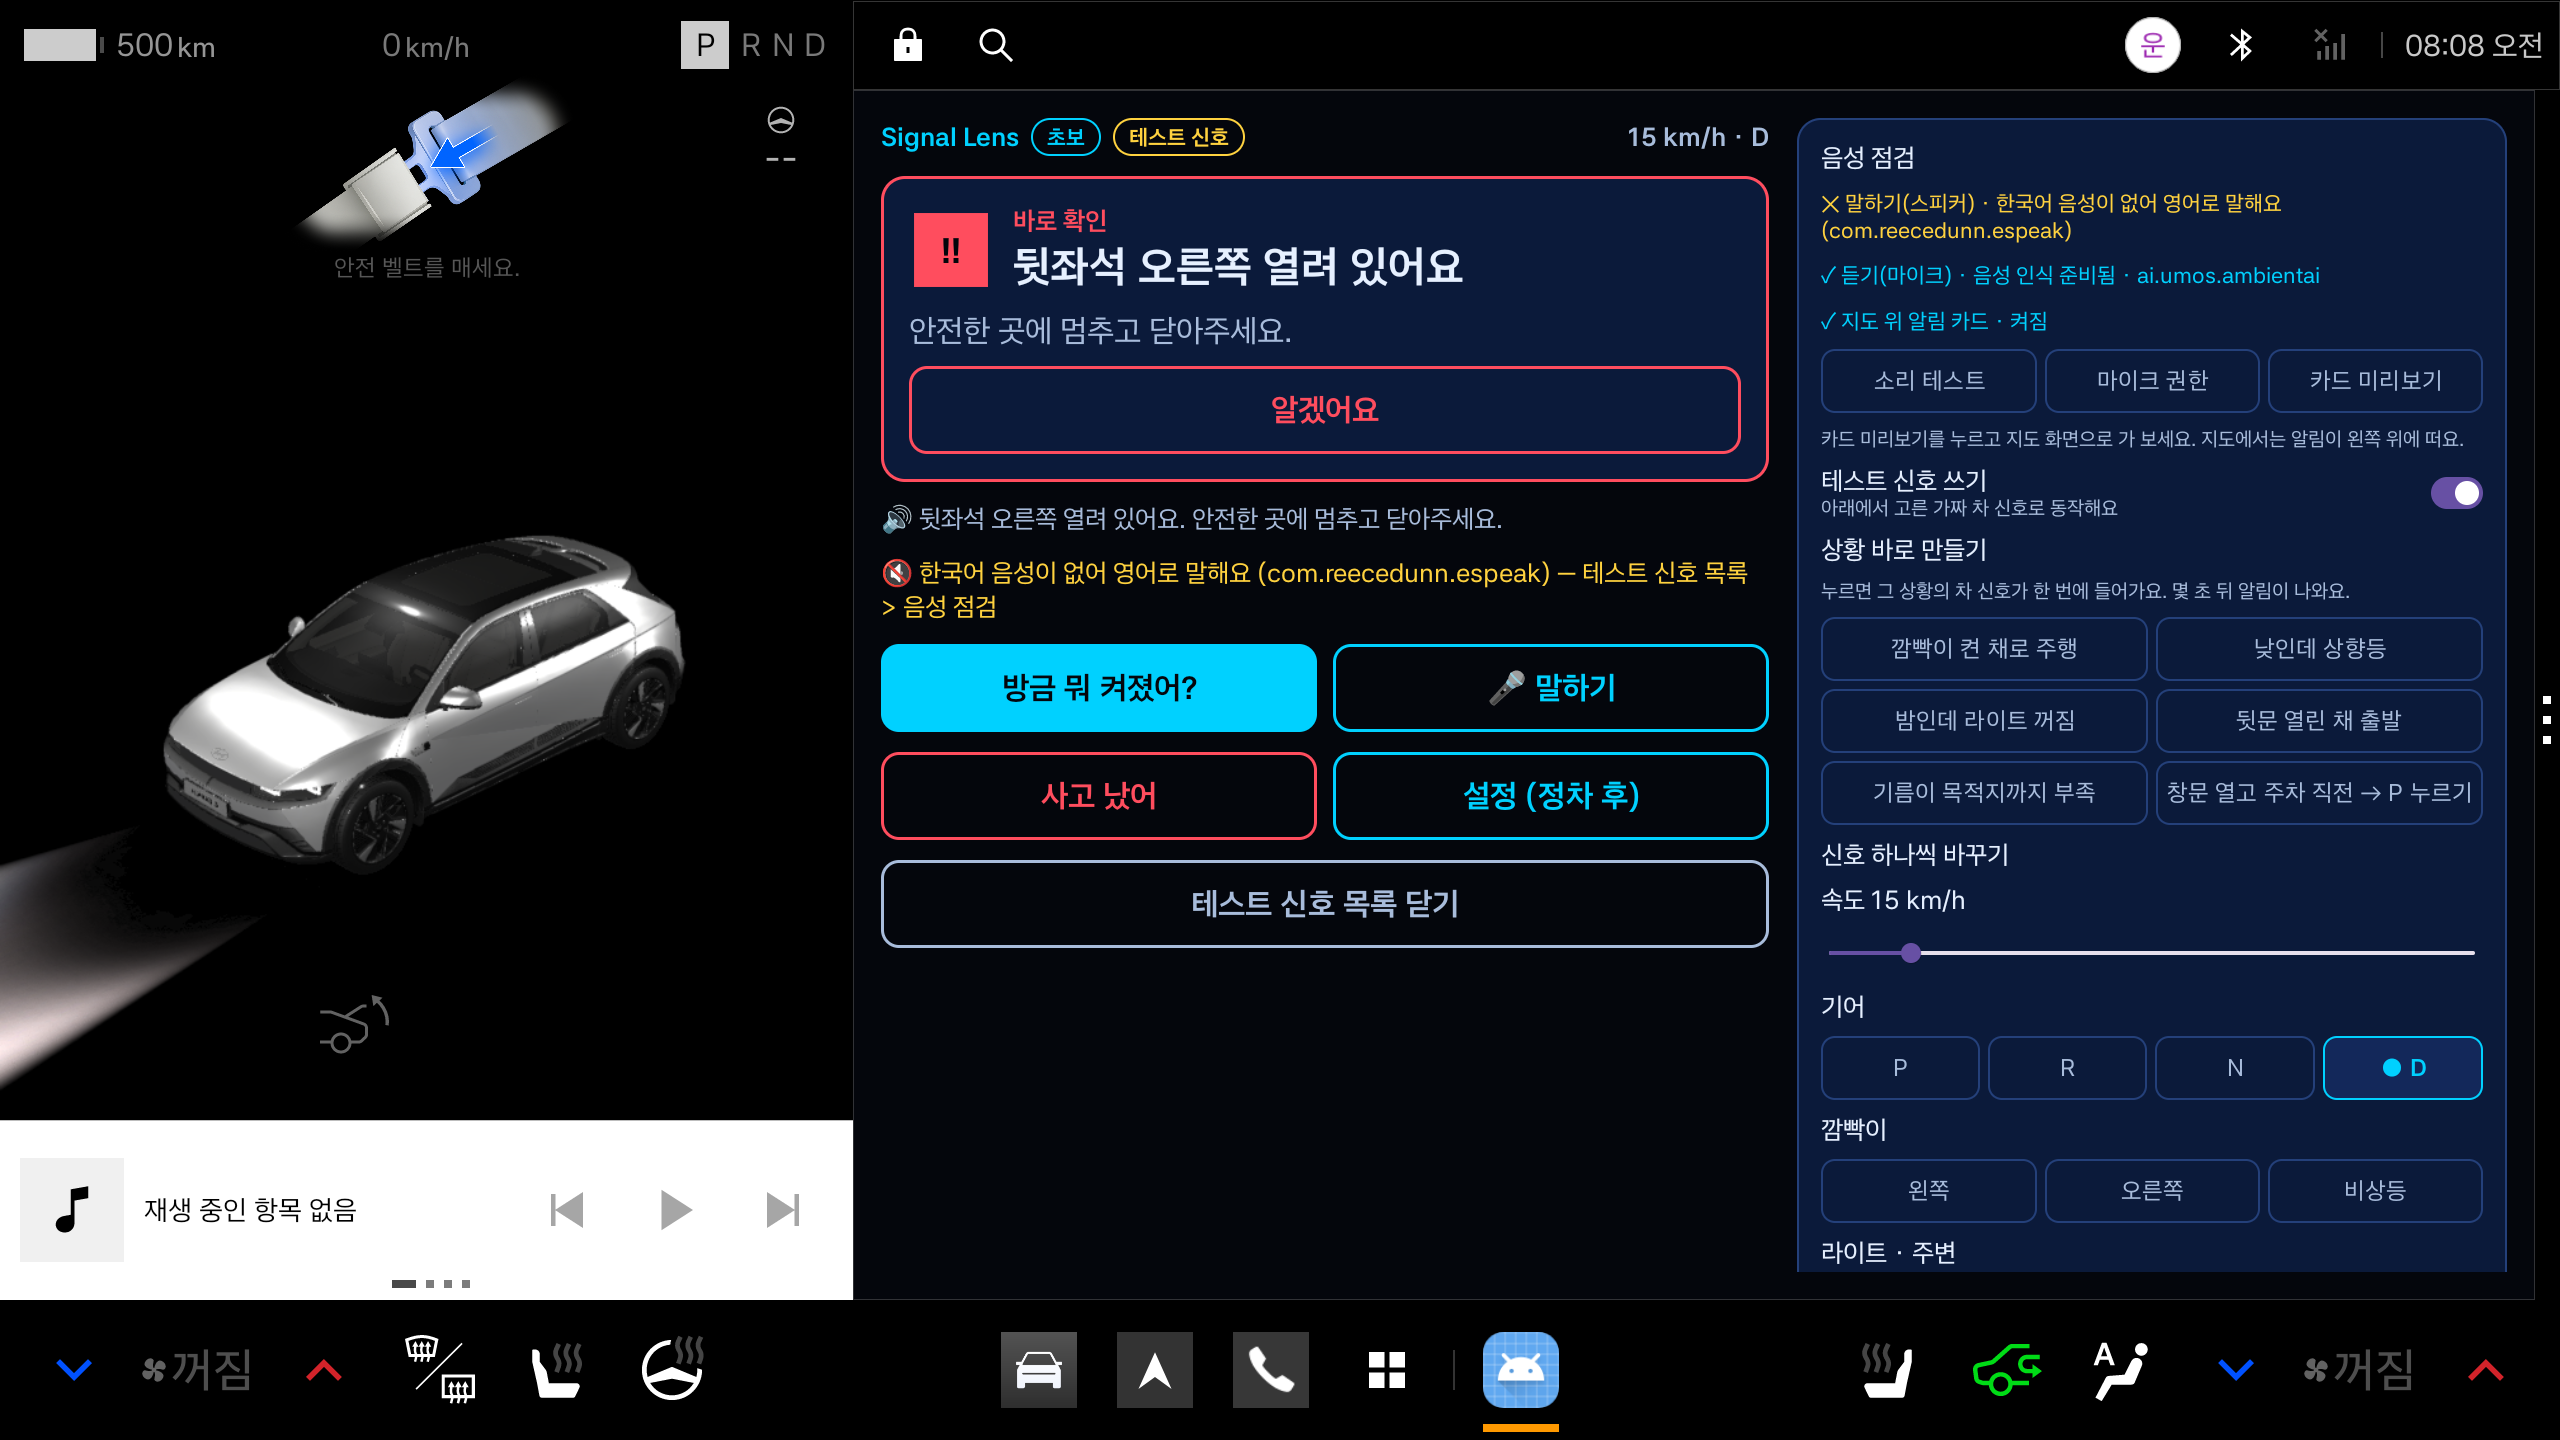 500 km
0 km/h
P R N D
안전 벨트를 매세요.
--
재생 중인 항목 없음
운
08:08 오전
Signal Lens 초보 테스트 신호
15 km/h · D
!!
바로 확인
뒷좌석 오른쪽 열려 있어요
안전한 곳에 멈추고 닫아주세요.
알겠어요
🔊 뒷좌석 오른쪽 열려 있어요. 안전한 곳에 멈추고 닫아주세요.
🔇 한국어 음성이 없어 영어로 말해요 (com.reecedunn.espeak) — 테스트 신호 목록
> 음성 점검
방금 뭐 켜졌어?
🎤 말하기
사고 났어
설정 (정차 후)
테스트 신호 목록 닫기
음성 점검
✕ 말하기(스피커) · 한국어 음성이 없어 영어로 말해요
(com.reecedunn.espeak)
✓ 듣기(마이크) · 음성 인식 준비됨 · ai.umos.ambientai
✓ 지도 위 알림 카드 · 켜짐
소리 테스트
마이크 권한
카드 미리보기
카드 미리보기를 누르고 지도 화면으로 가 보세요. 지도에서는 알림이 왼쪽 위에 떠요.
테스트 신호 쓰기
아래에서 고른 가짜 차 신호로 동작해요
상황 바로 만들기
누르면 그 상황의 차 신호가 한 번에 들어가요. 몇 초 뒤 알림이 나와요.
깜빡이 켠 채로 주행
낮인데 상향등
밤인데 라이트 꺼짐
뒷문 열린 채 출발
기름이 목적지까지 부족
창문 열고 주차 직전 → P 누르기
신호 하나씩 바꾸기
속도 15 km/h
기어
P
R
N
● D
깜빡이
왼쪽
오른쪽
비상등
라이트 · 주변
꺼짐
A
꺼짐